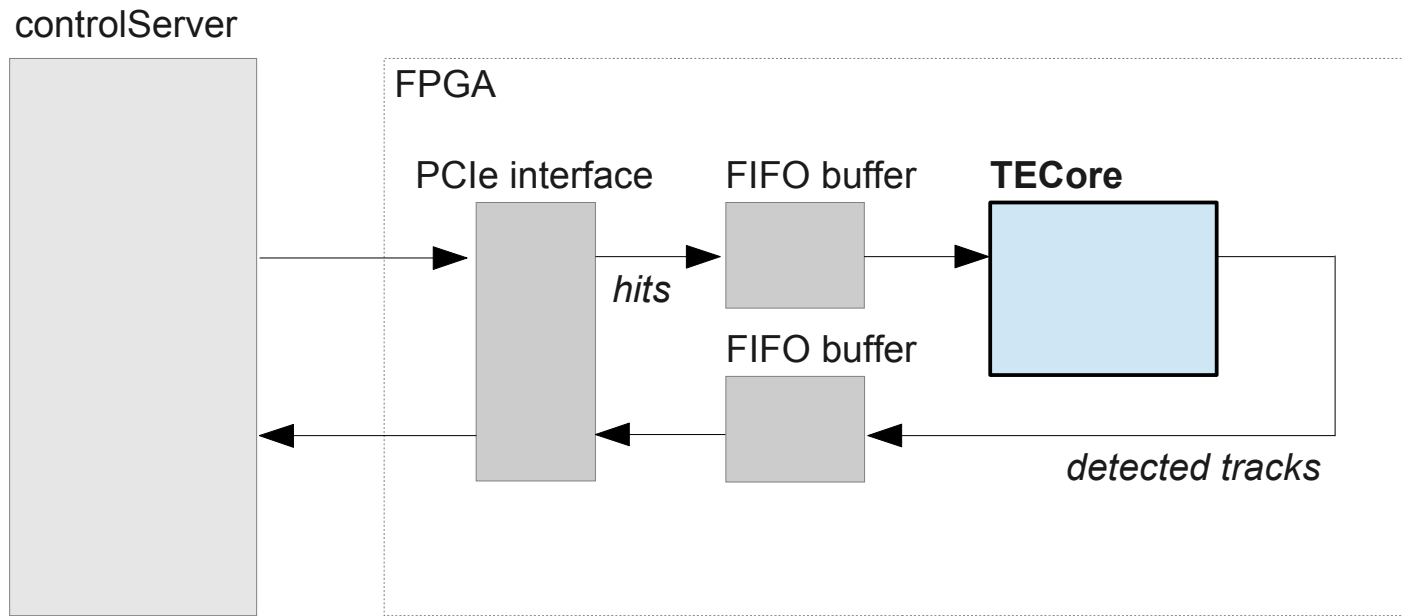 controlServer
FPGA
PCIe interface
FIFO buffer
TECore
hits
FIFO buffer
detected tracks